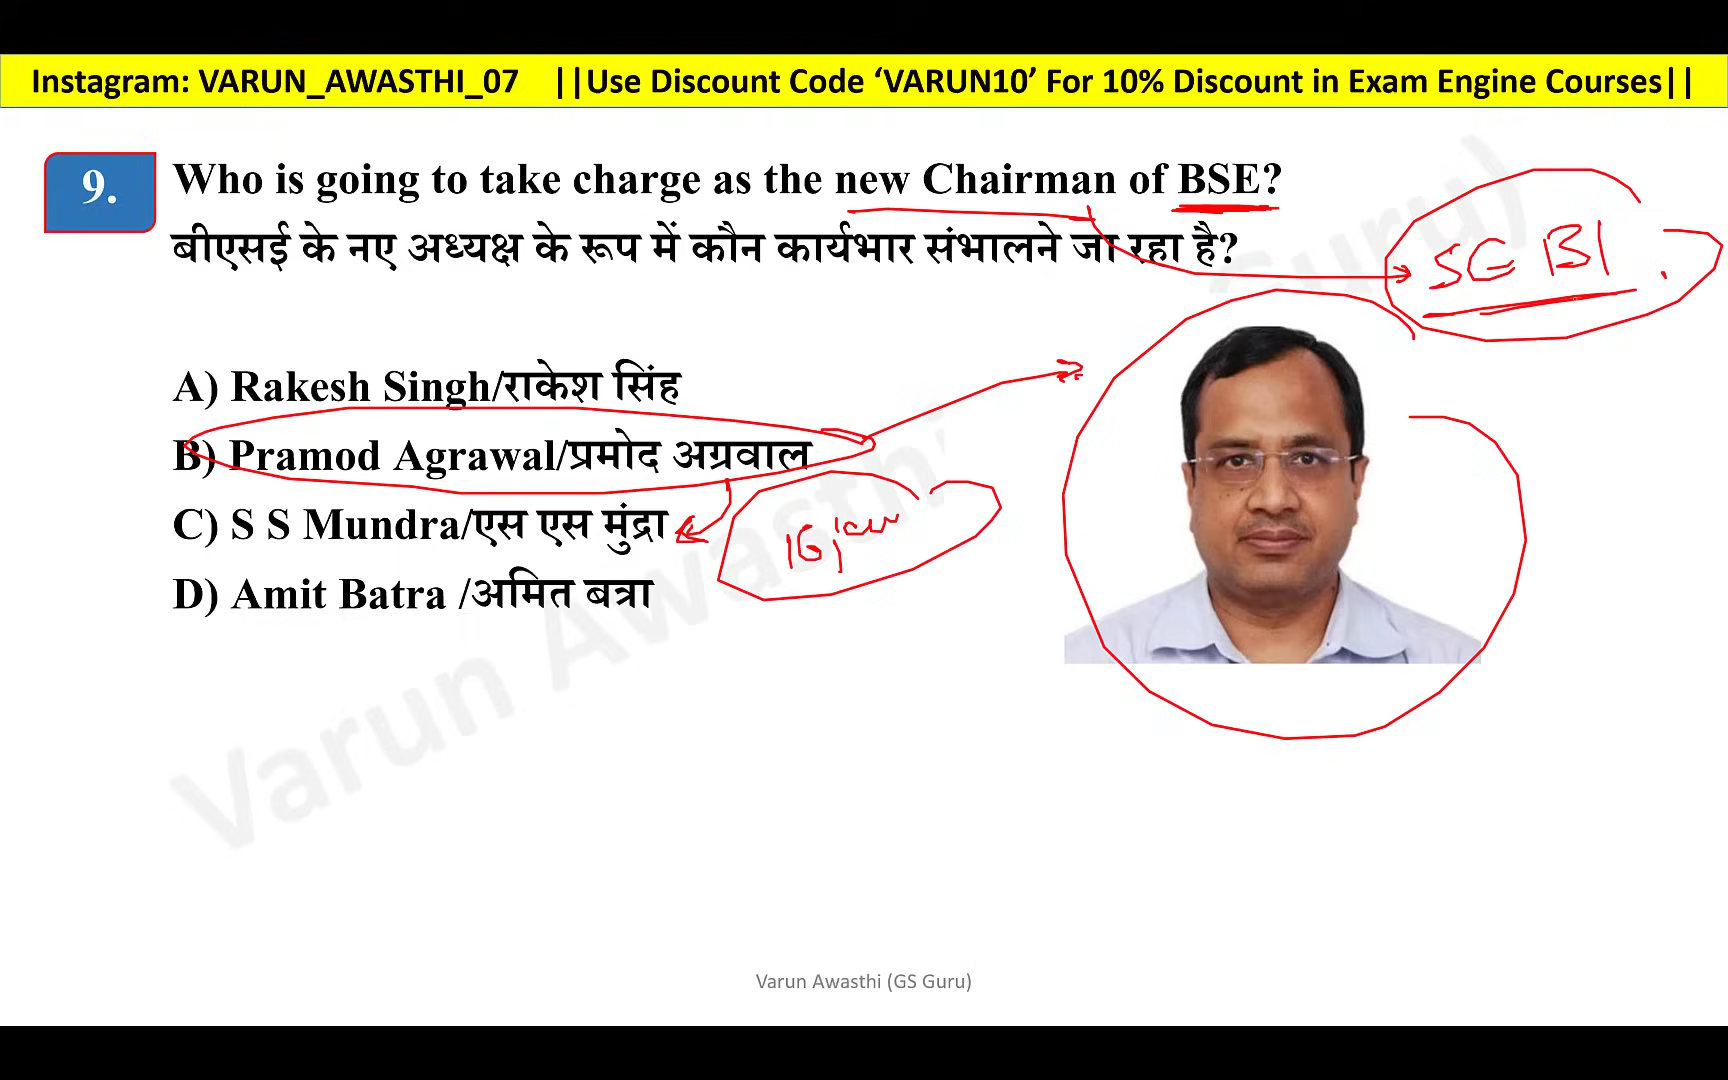 Instagram: VARUN_AWASTHI_07 ||Use Discount Code ‘VARUN10’ For 10% Discount in Exam Engine Courses||
9.
Who is going to take charge as the new Chairman of BSE?
बीएसई के नए अध्यक्ष के रूप में कौन कार्यभार संभालने जा रहा है?
SEBI
A) Rakesh Singh/राकेश सिंह
B) Pramod Agrawal/प्रमोद अग्रवाल
C) S S Mundra/एस एस मुंद्रा
D) Amit Batra /अमित बत्रा
Varun Awasthi
Guru)
Varun Awasthi (GS Guru)